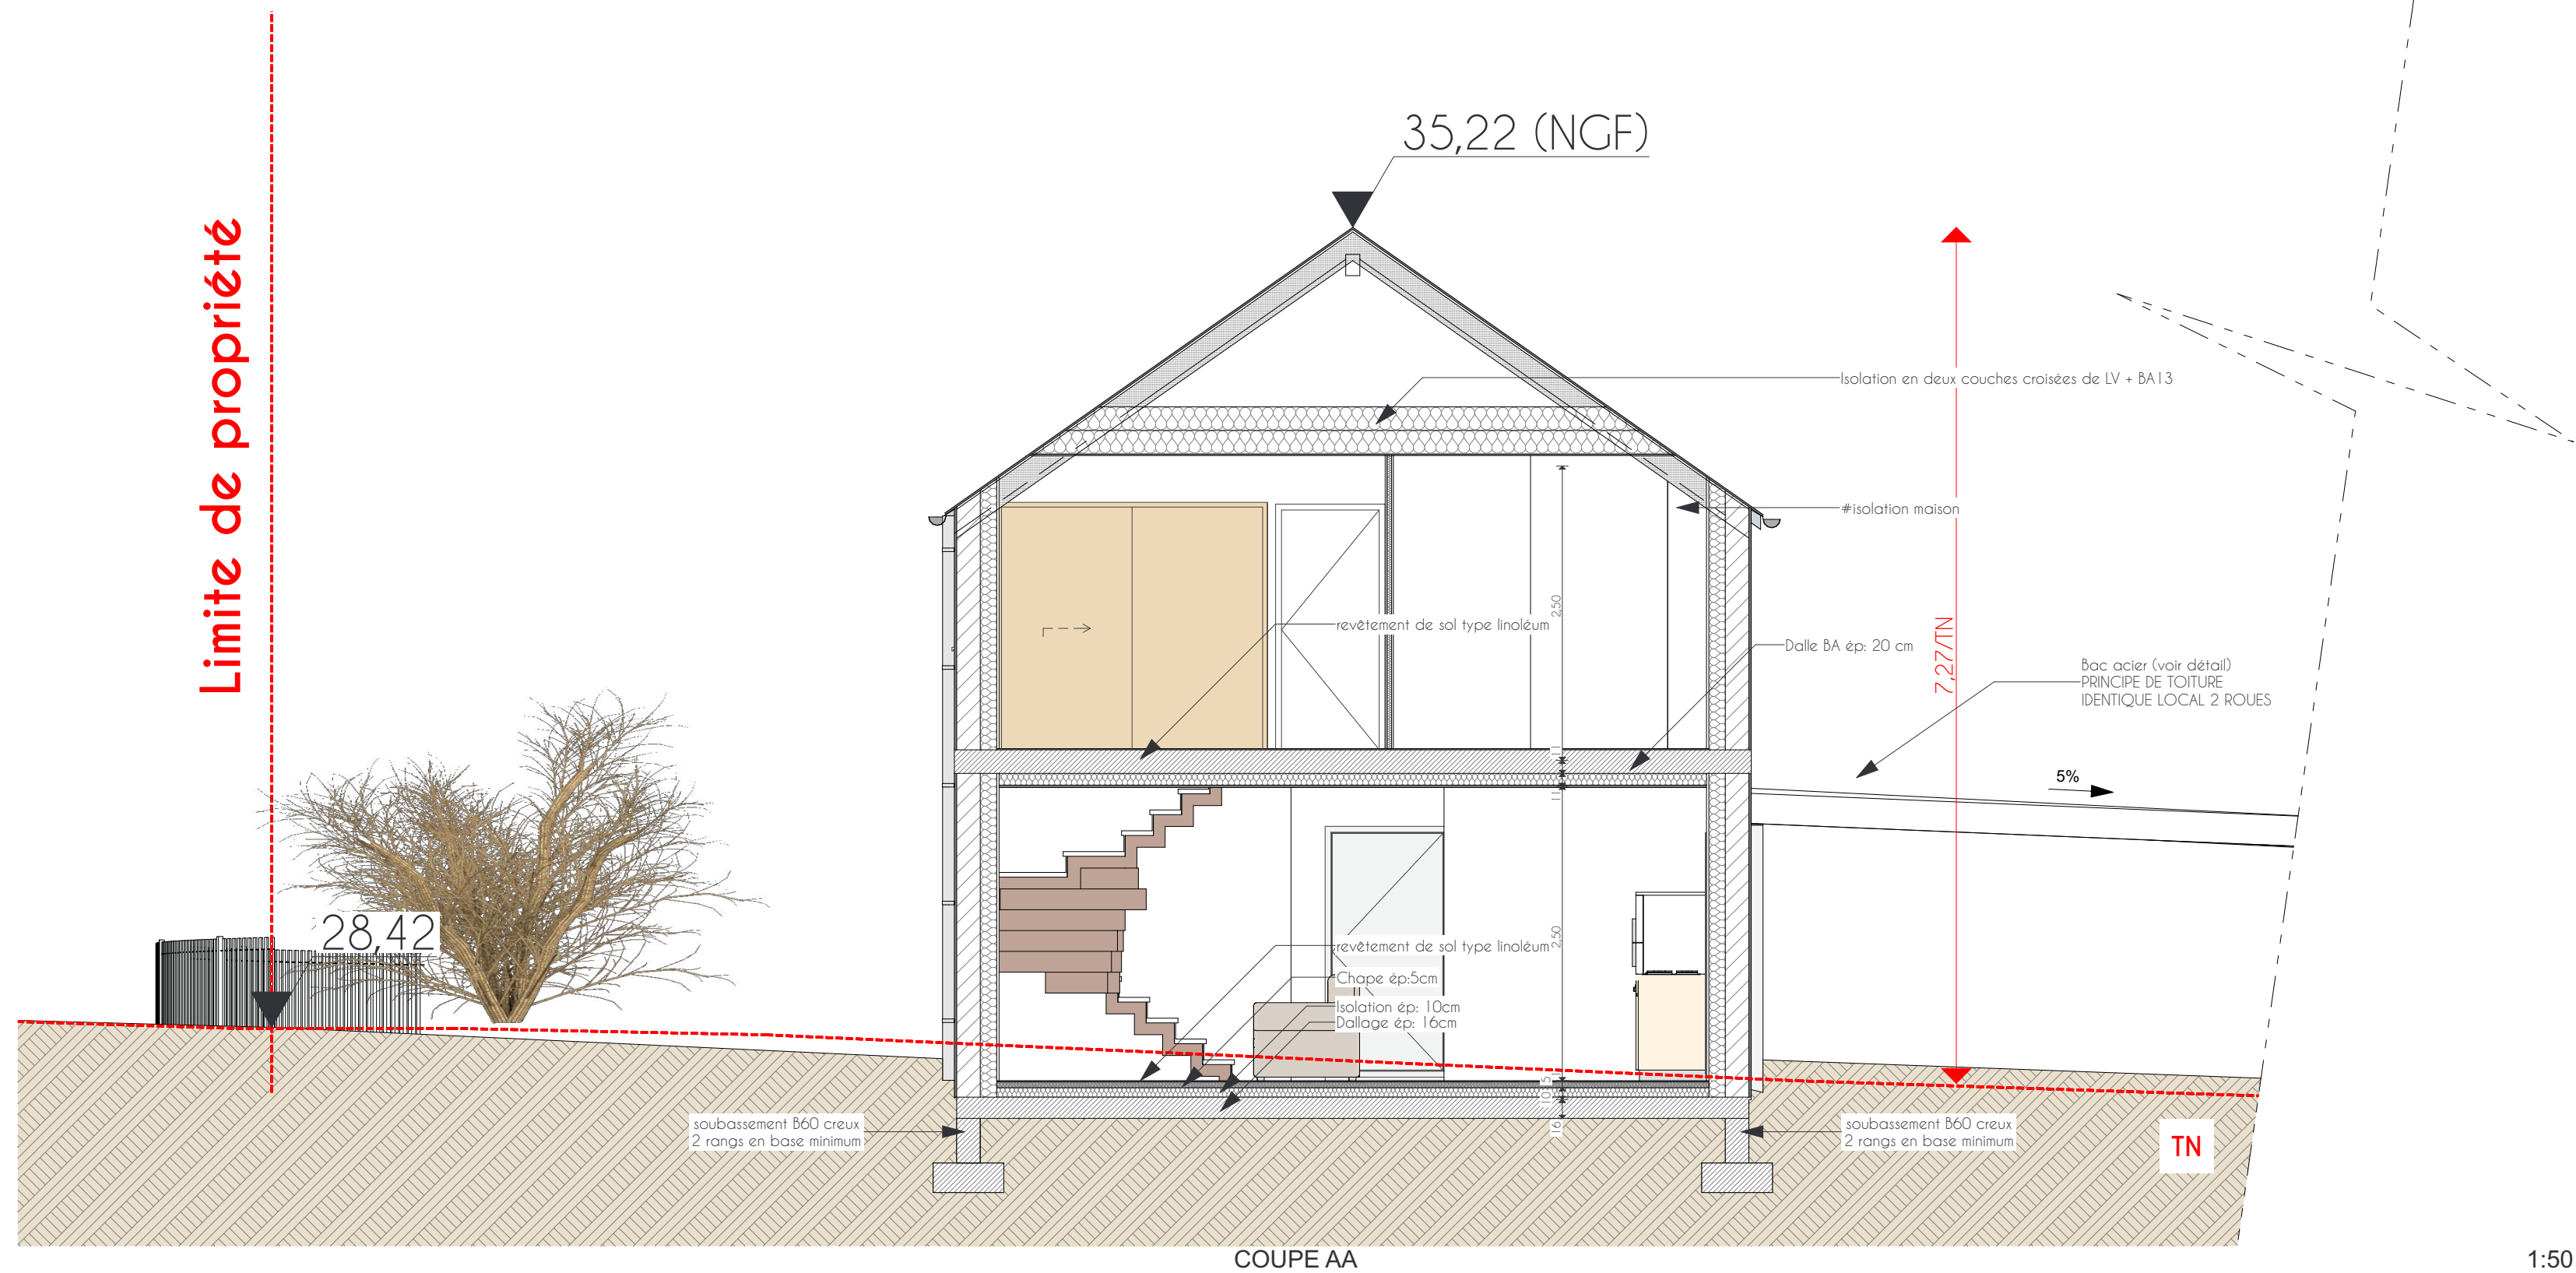 35,22 (NGF)
Limite de propriété
Isolation en deux couches croisées de LV + BA13
#isolation maison
2,50
revêtement de sol type linoléum
Dalle BA ép: 20 cm
7,27/TN
Bac acier (voir détail)
PRINCIPE DE TOITURE
IDENTIQUE LOCAL 2 ROUES
5%
11
28,42
2,50
revêtement de sol type linoléum
Chape ép:5cm
Isolation ép: 10cm
Dallage ép: 16cm
10
5
16
soubassement B60 creux
2 rangs en base minimum
soubassement B60 creux
2 rangs en base minimum
TN
COUPE AA
1:50